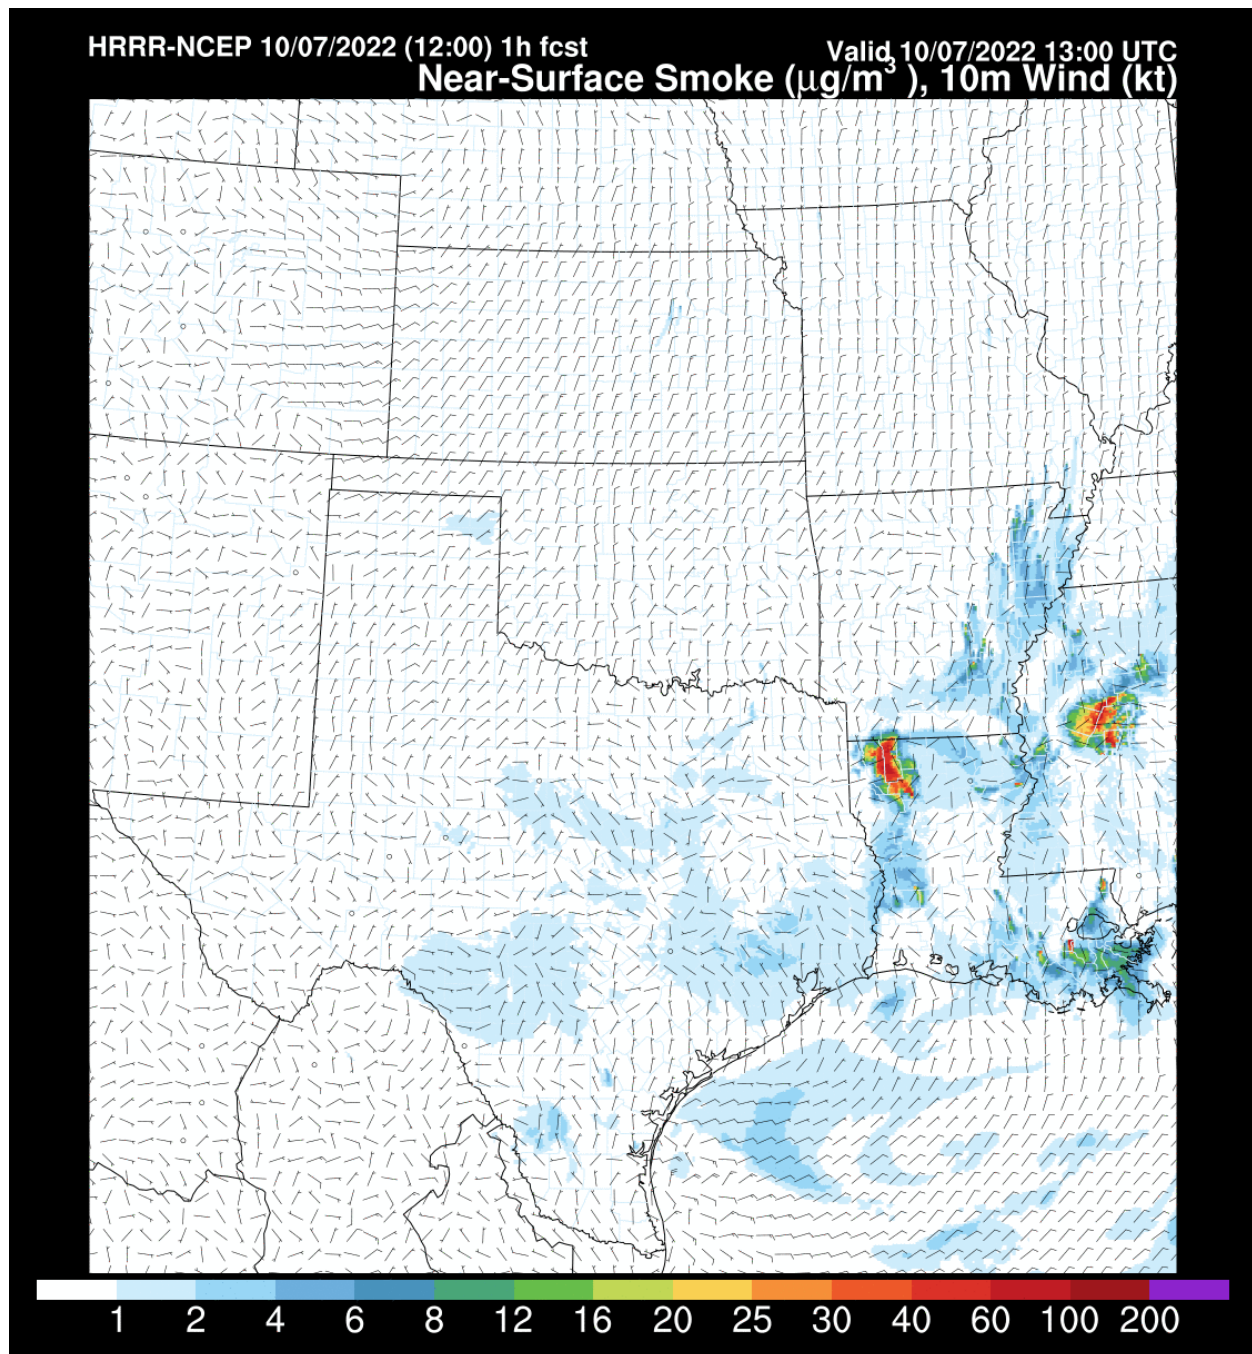 HRRR-NCEP 10/07/2022 (12:00) 1h fcst
Valid 10/07/2022 13:00 UTC
Near-Surface Smoke (μg/m³ ), 10m Wind (kt)
1 2 4 6 8 12 16 20 25 30 40 60 100 200